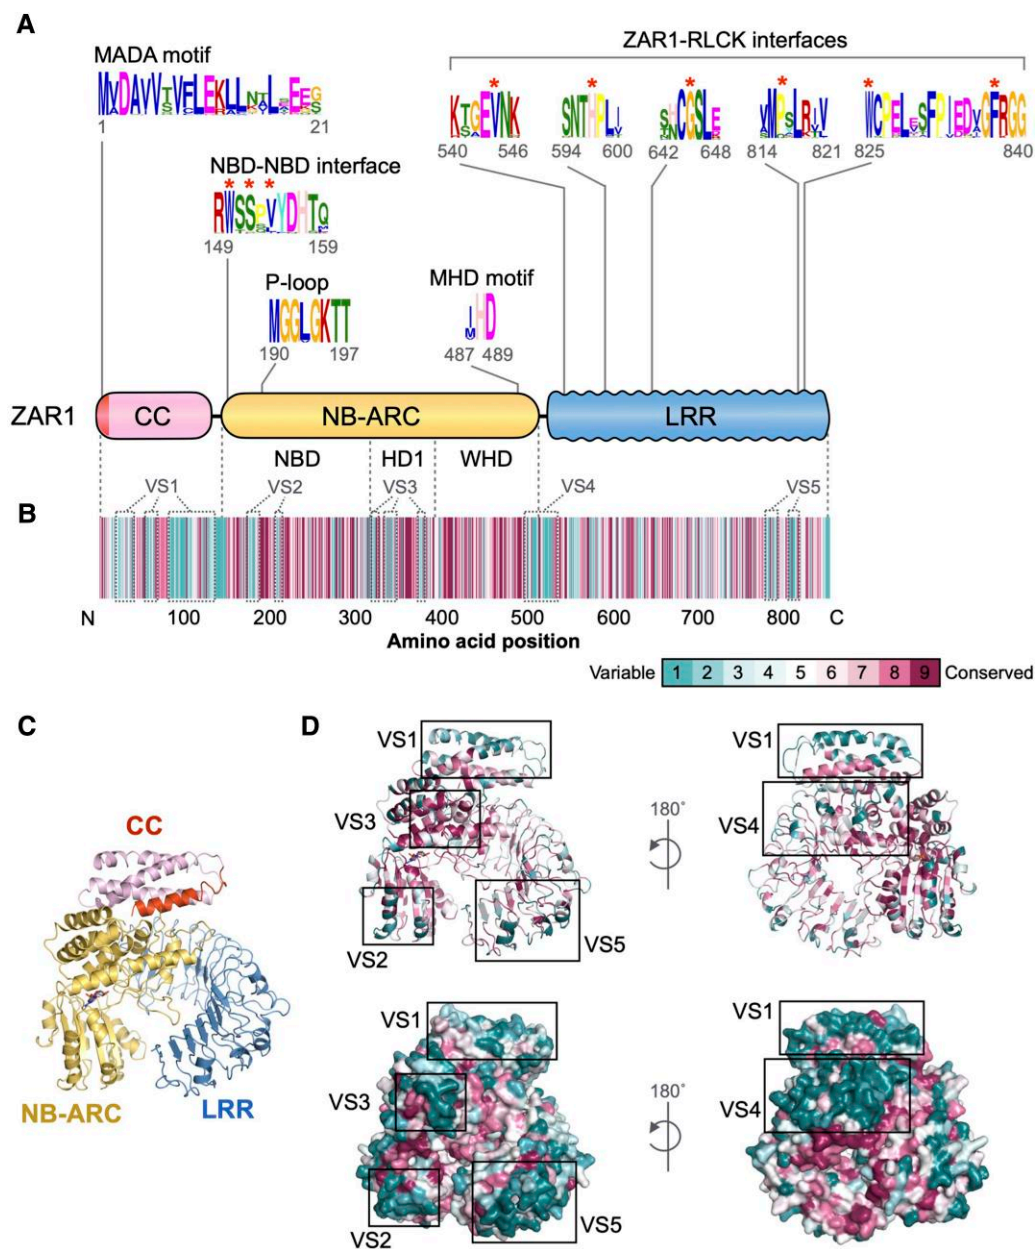 A
MADA motif
1 21
NBD-NBD interface
* * *
149 159
P-loop
MGGLGKTT
190 197
MHD motif
487 489
ZAR1-RLCK interfaces
* * * * * *
540 546
594 600
642 648
814 821
825 840
ZAR1
CC
NB-ARC
LRR
NBD
HD1
WHD
B
VS1
VS2
VS3
VS4
VS5
N 100 200 300 400 500 600 700 800 C
Amino acid position
Variable 1 2 3 4 5 6 7 8 9 Conserved
C
CC
NB-ARC
LRR
D
VS1
VS3
VS2
VS5
180°
VS1
VS4
VS1
VS3
VS2
VS5
180°
VS1
VS4